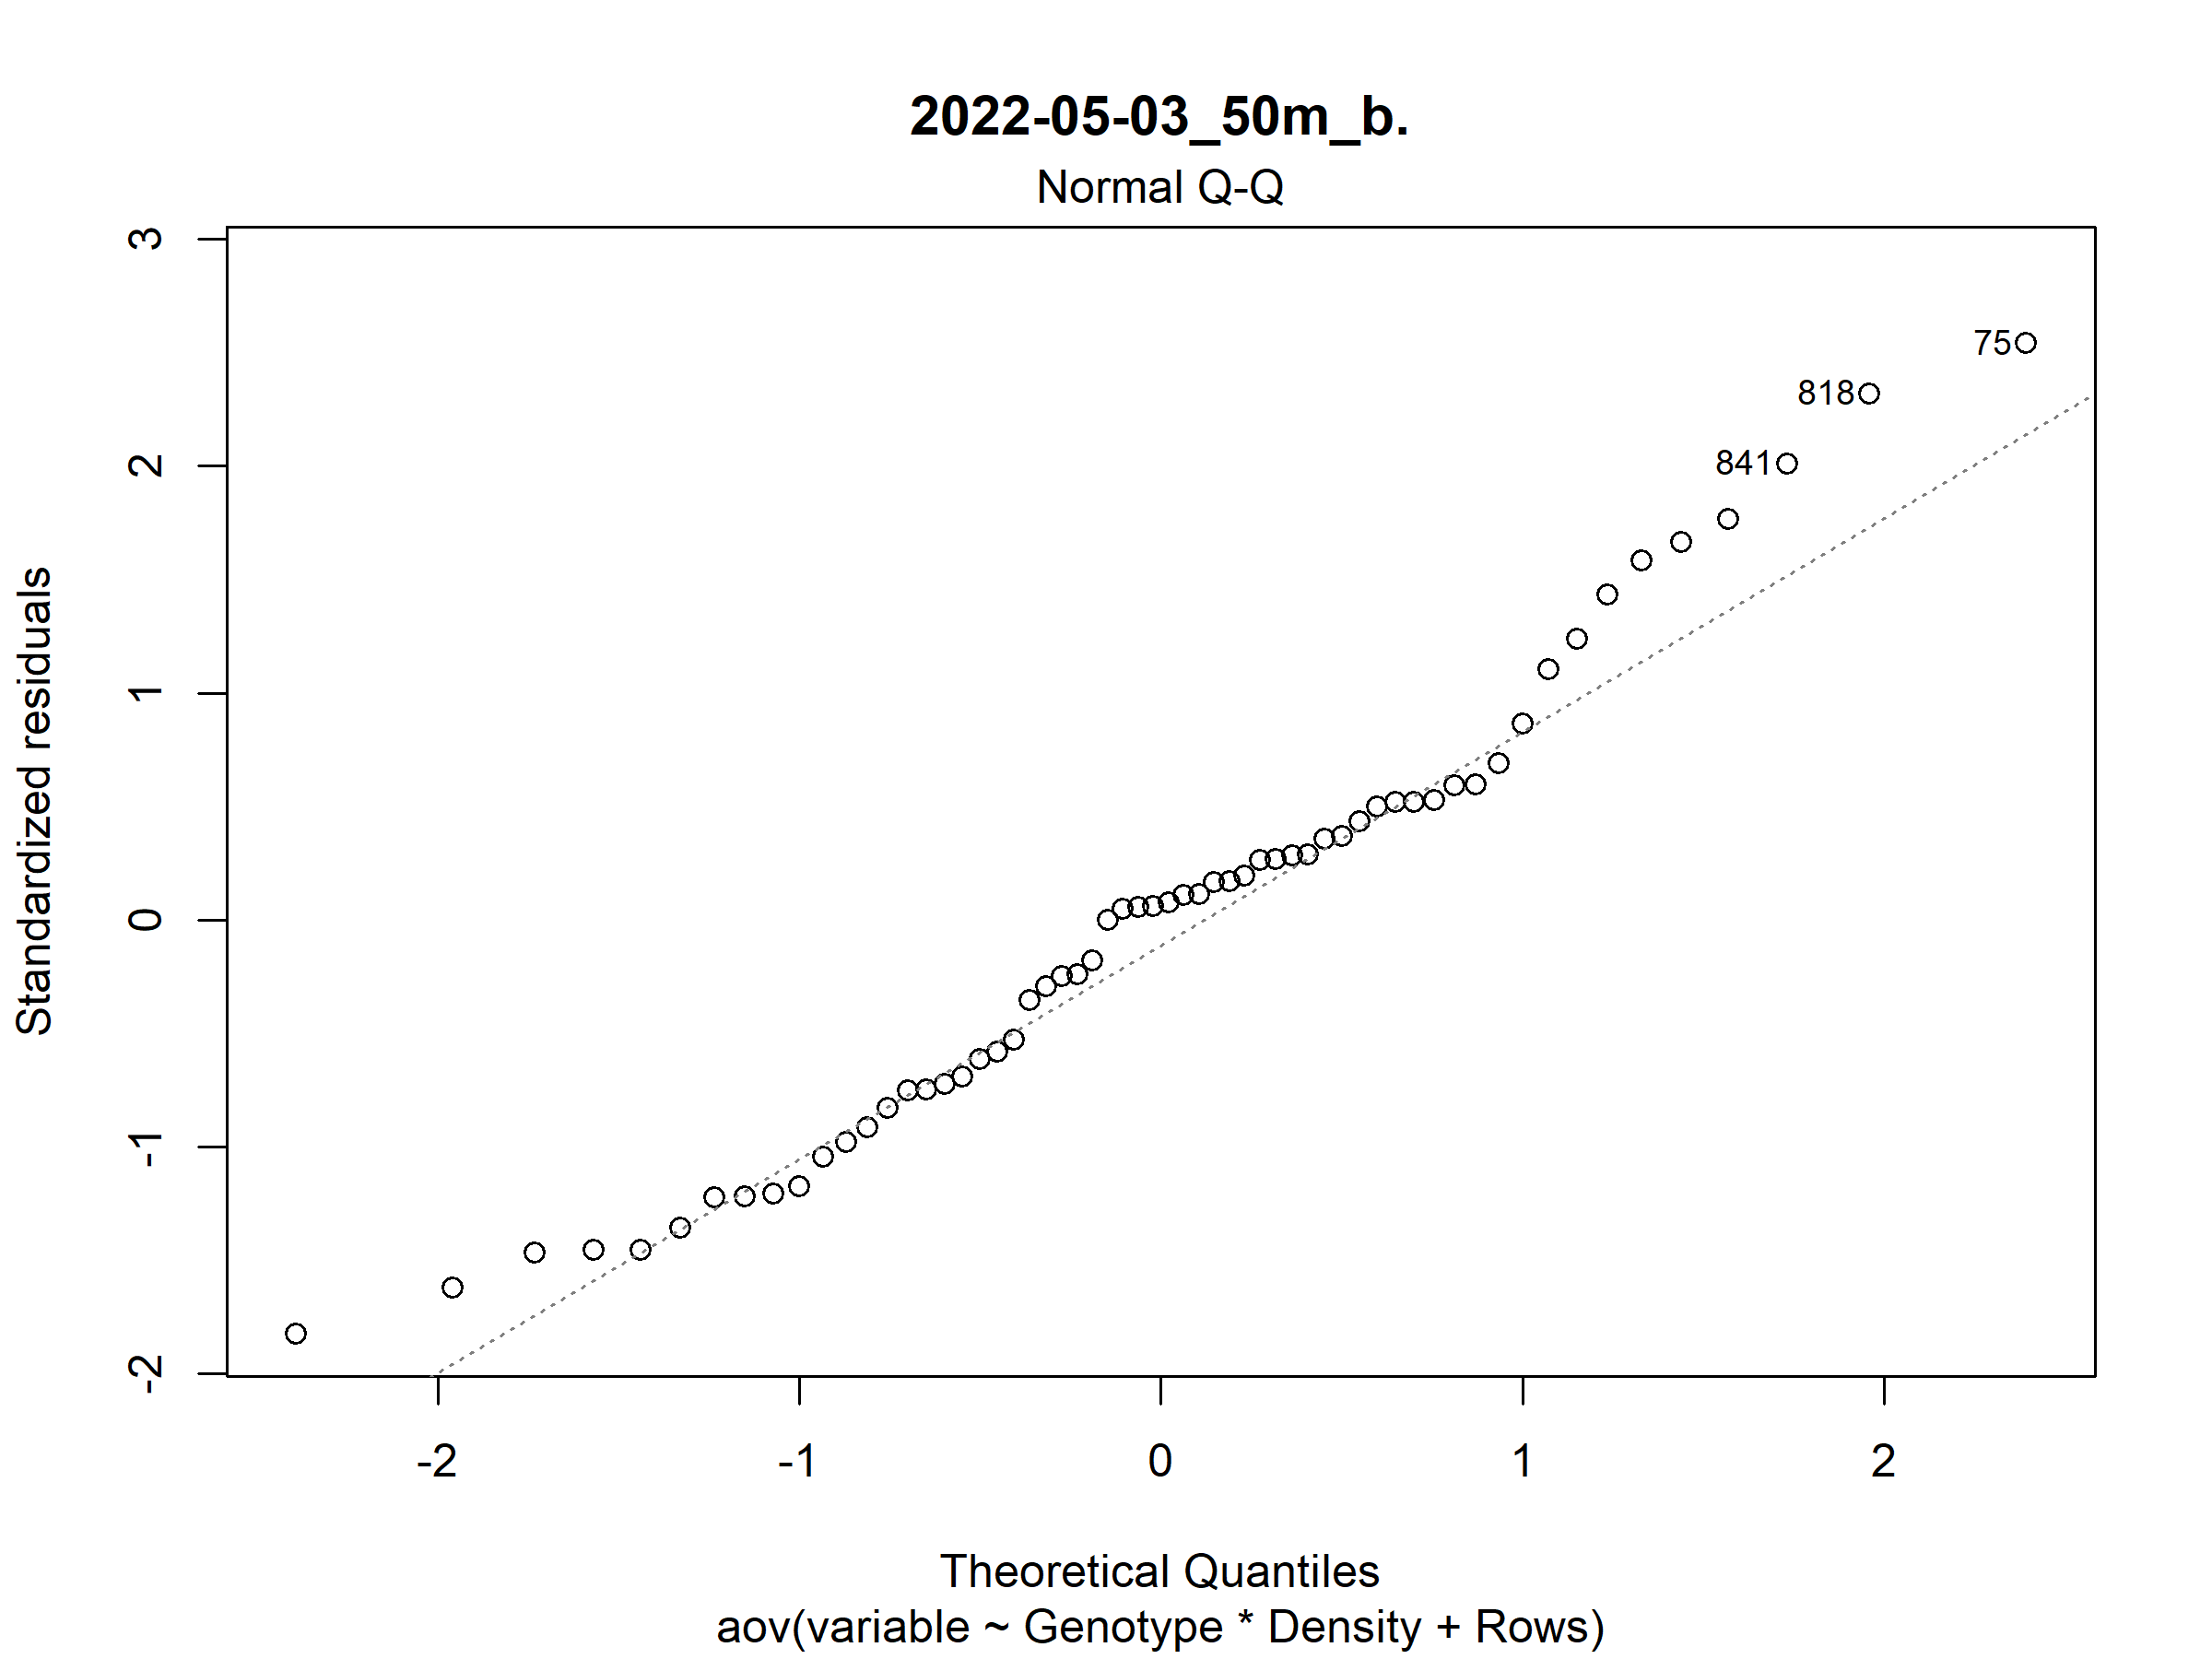 2022-05-03_50m_b.
Normal Q-Q
3
2
1
0
-1
-2
Standardized residuals
75
818
841
-2
-1
0
1
2
Theoretical Quantiles
aov(variable ~ Genotype * Density + Rows)